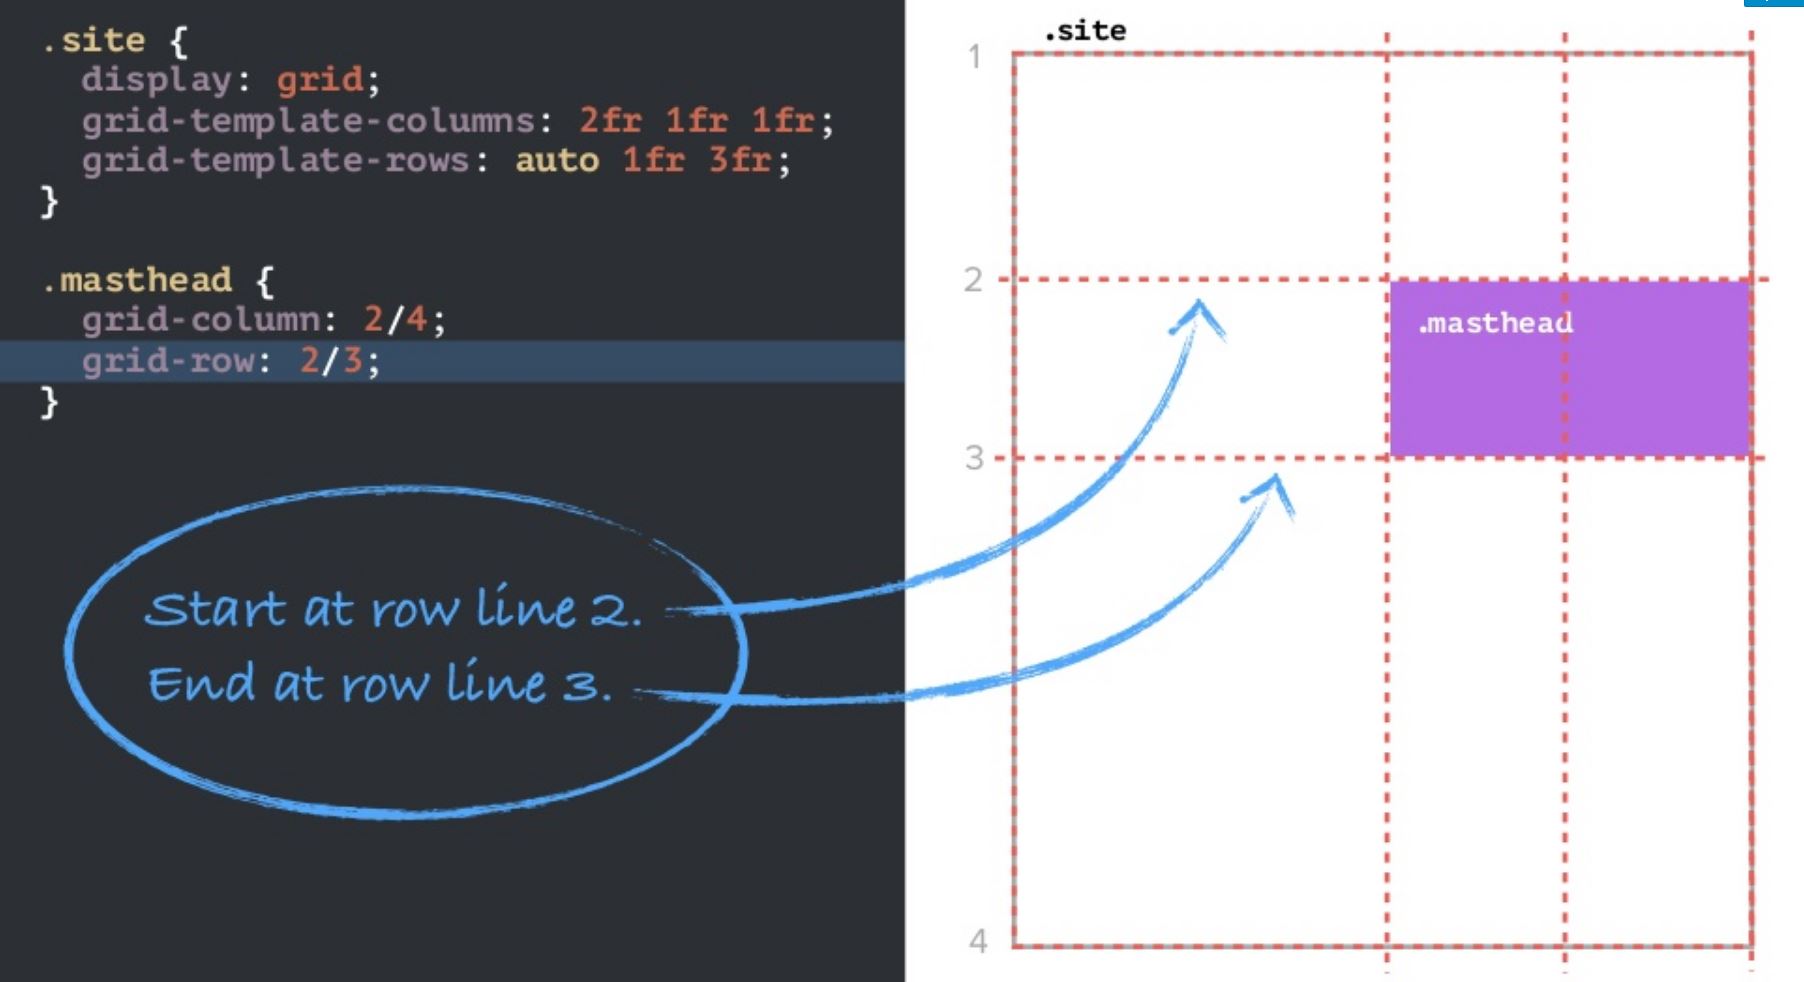 .site {
display: grid;
grid-template-columns: 2fr 1fr 1fr;
grid-template-rows: auto 1fr 3fr;
}
.masthead {
grid-column: 2/4;
grid-row: 2/3;
}
Start at row line 2.
End at row line 3.
.site
1
2
.masthead
3
4